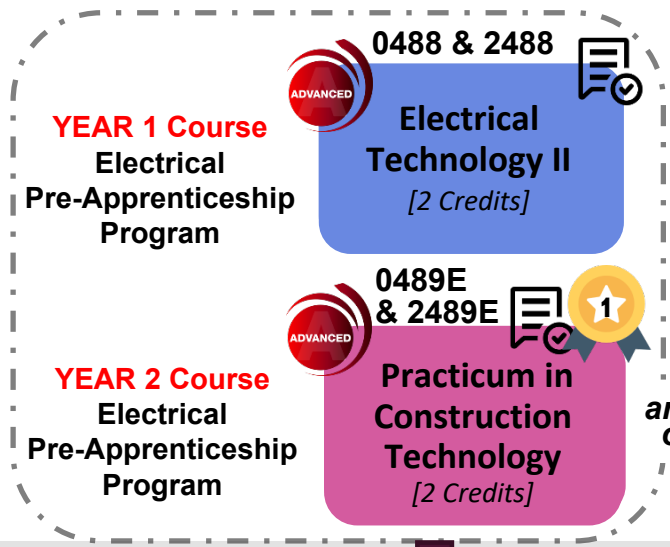 0488 & 2488
ADVANCED
YEAR 1 Course
Electrical
Pre-Apprenticeship
Program
Electrical
Technology II
[2 Credits]
0489E
& 2489E
1
ADVANCED
YEAR 2 Course
Electrical
Pre-Apprenticeship
Program
Practicum in
Construction
Technology
[2 Credits]